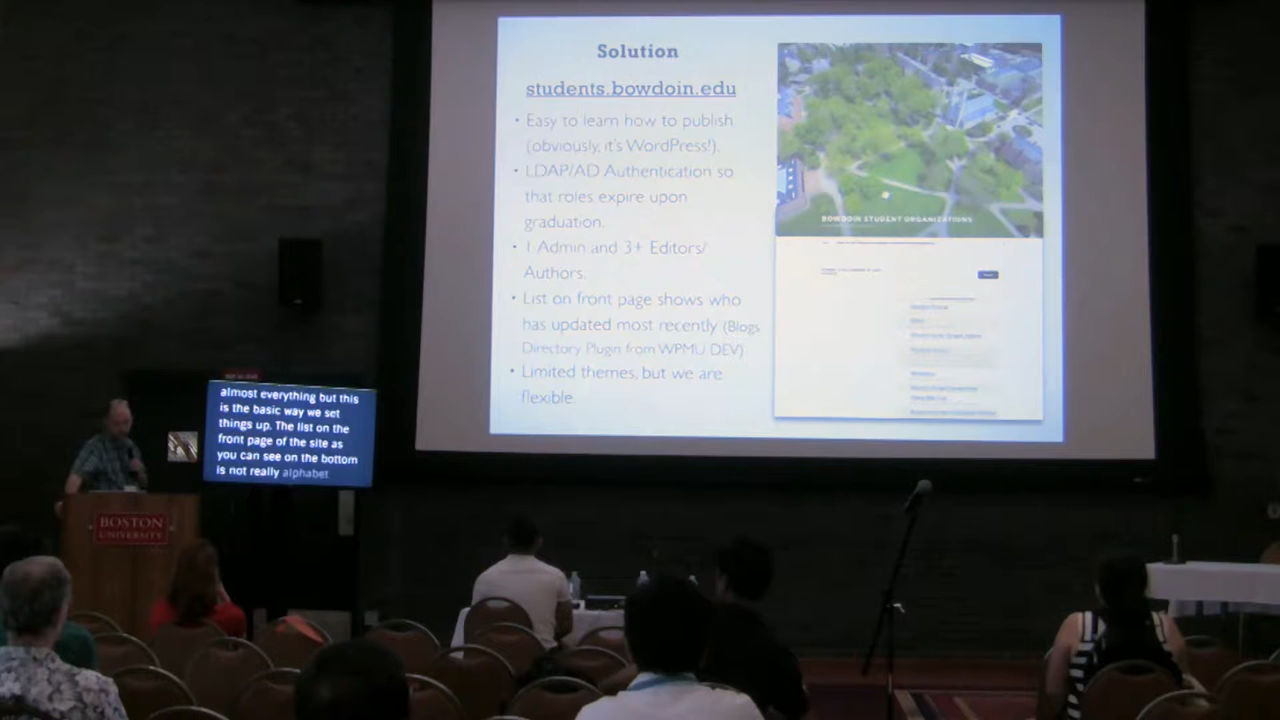 Solution
students.bowdoin.edu
• Easy to learn how to publish
(obviously, it's WordPress!).
• LDAP/AD Authentication so
that roles expire upon
graduation.
• 1 Admin and 3+ Editors/
Authors.
• List on front page shows who
has updated most recently (Blogs
Directory Plugin from WPMU DEV)
• Limited themes, but we are
flexible.
BOWDOIN STUDENT ORGANIZATIONS
almost everything but this
is the basic way we set
things up. The list on the
front page of the site as
you can see on the bottom
is not really alphabet
BOSTON
UNIVERSITY